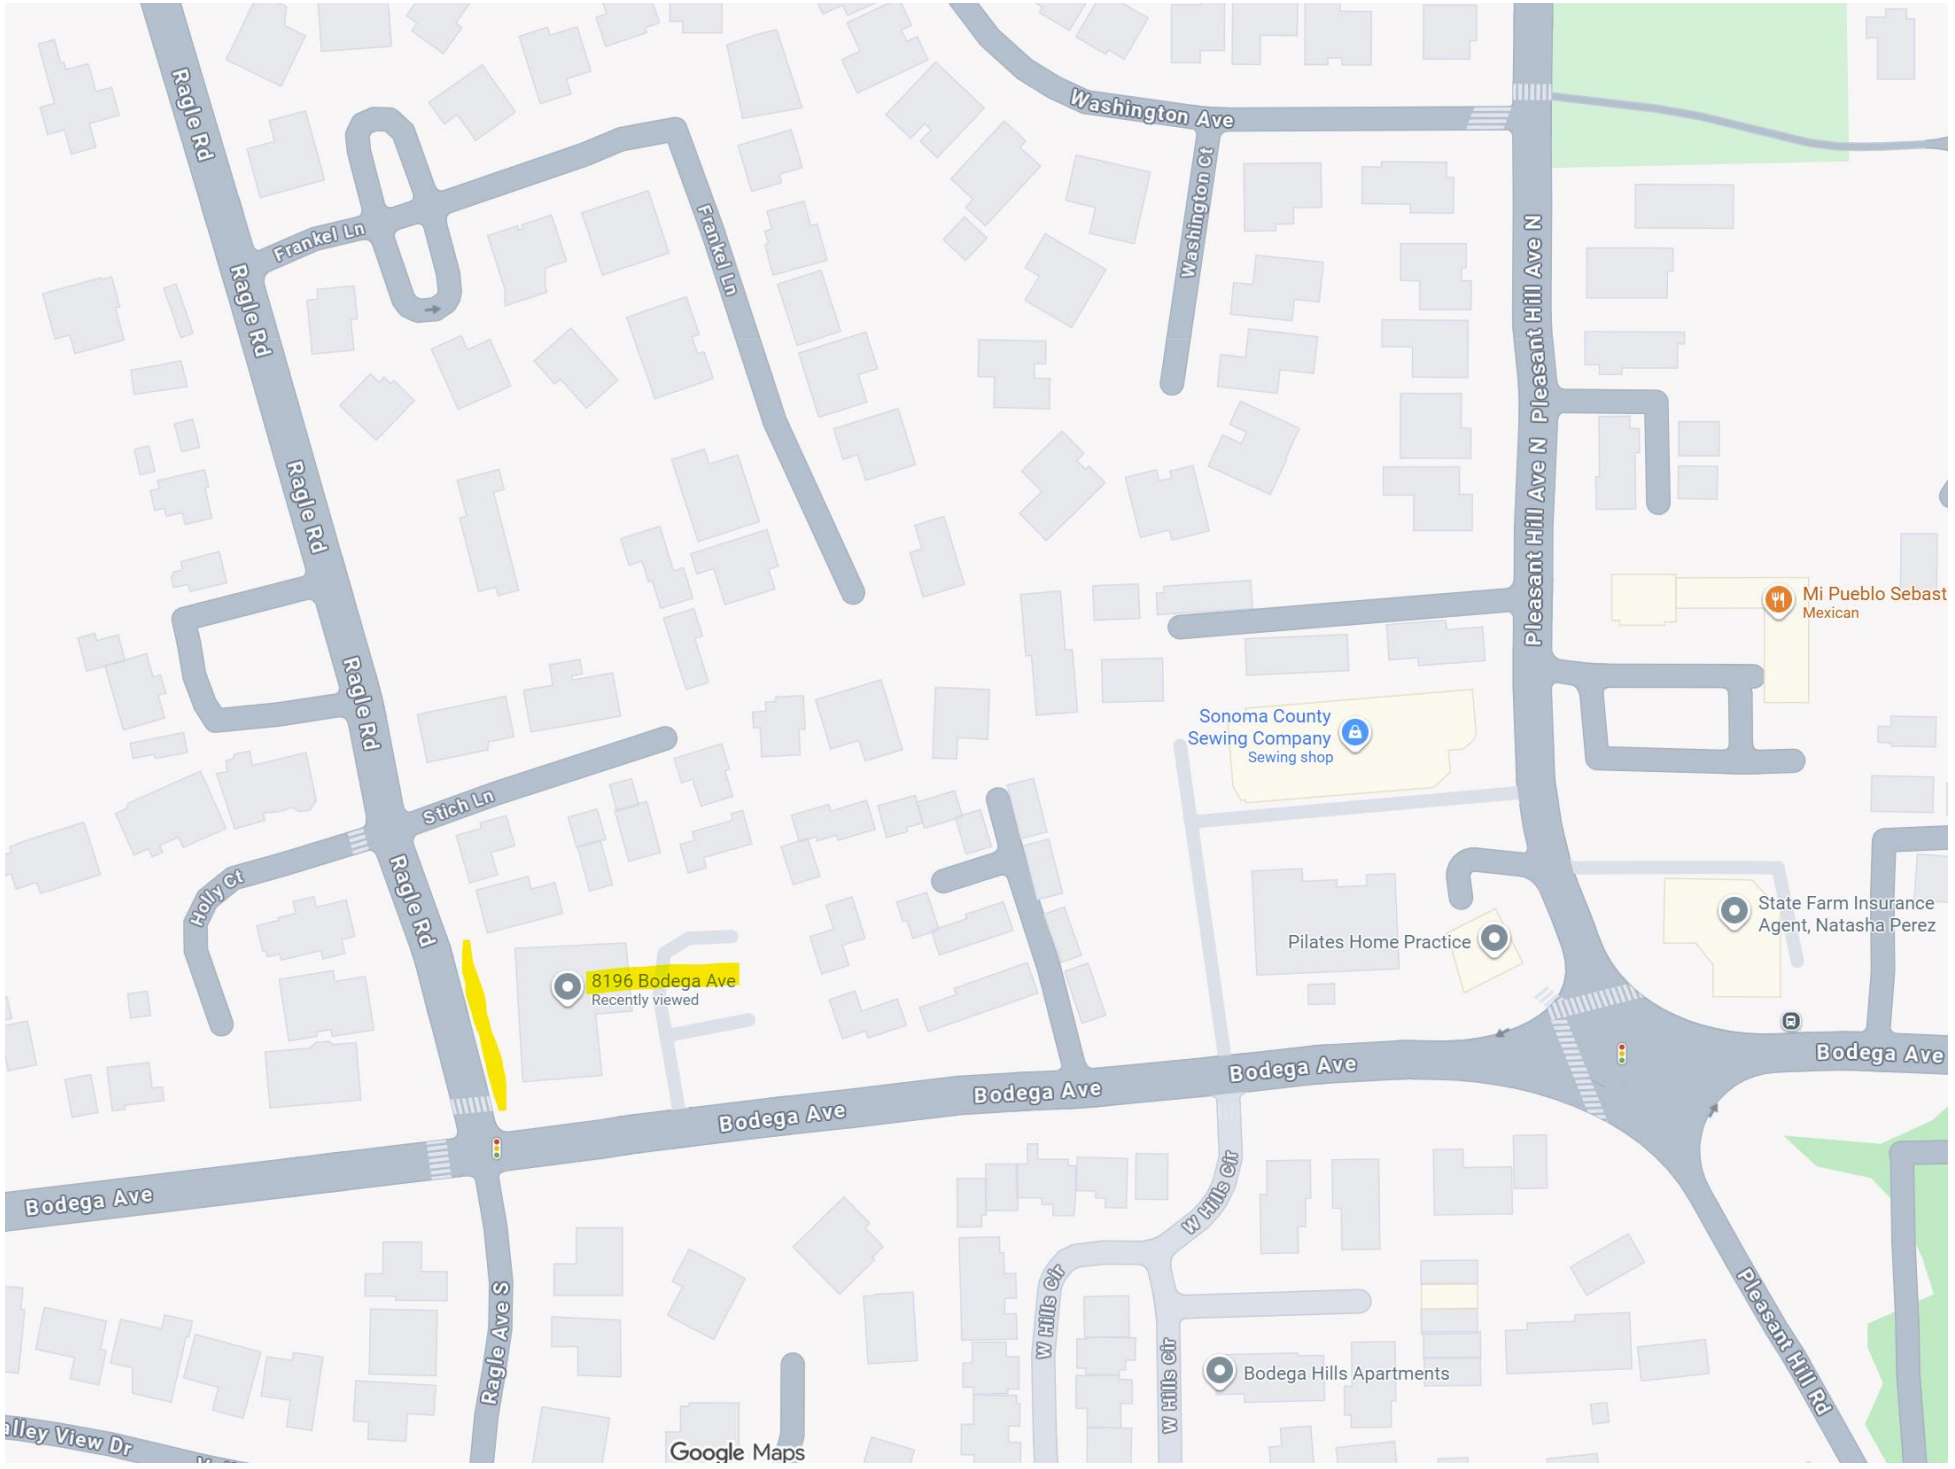 Ragle Rd
Washington Ave
Washington Ct
Frankel Ln
Frankel Ln
Ragle Rd
Pleasant Hill Ave N
Pleasant Hill Ave N
Ragle Rd
Mi Pueblo Sebast
Mexican
Ragle Rd
Sonoma County
Sewing Company
Sewing shop
Stich Ln
Holly Ct
Ragle Rd
State Farm Insurance
Agent, Natasha Perez
Pilates Home Practice
8196 Bodega Ave
Recently viewed
Bodega Ave
Bodega Ave
Bodega Ave
Bodega Ave
Bodega Ave
W Hills Cir
W Hills Cir
Ragle Ave S
W Hills Cir
Pleasant Hill Rd
Bodega Hills Apartments
alley View Dr
Google Maps